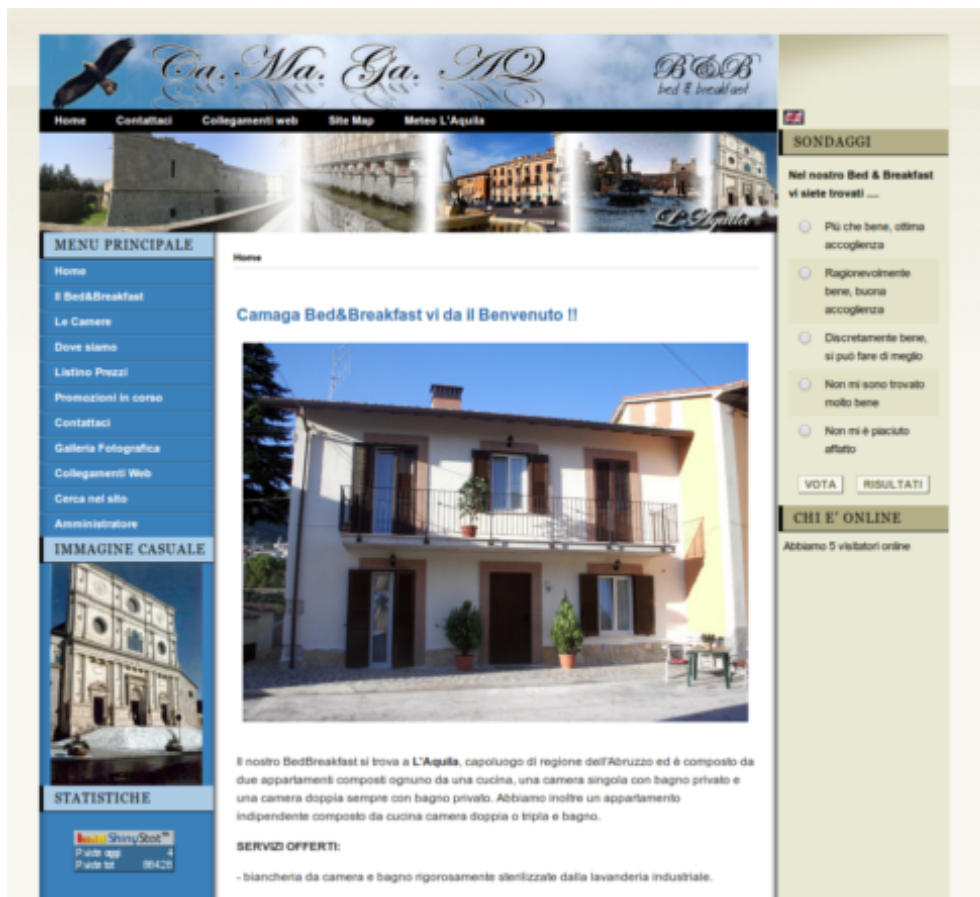 Ca. Ma. Ga. AQ
B&B
bed & breakfast
Home Contattaci Collegamenti web Site Map Meteo L'Aquila
L'Aquila
MENU PRINCIPALE
Home
Il Bed&Breakfast
Le Camere
Dove siamo
Listino Prezzi
Promozioni in corso
Contattaci
Galleria Fotografica
Collegamenti Web
Cerca nel sito
Amministratore
IMMAGINE CASUALE
STATISTICHE
ShinyStat™
P.viste oggi 4
P.viste tot 88428
Home
Camaga Bed&Breakfast vi da il Benvenuto !!
Il nostro BedBreakfast si trova a L'Aquila, capoluogo di regione dell'Abruzzo ed è composto da
due appartamenti composti ognuno da una cucina, una camera singola con bagno privato e
una camera doppia sempre con bagno privato. Abbiamo inoltre un appartamento
indipendente composto da cucina camera doppia o tripla e bagno.
SERVIZI OFFERTI:
- biancheria da camera e bagno rigorosamente sterilizzate dalla lavanderia industriale.
SONDAGGI
Nel nostro Bed & Breakfast
vi siete trovati ....
Più che bene, ottima
accoglienza
Ragionevolmente
bene, buona
accoglienza
Discretamente bene,
si può fare di meglio
Non mi sono trovato
molto bene
Non mi è piaciuto
affatto
VOTA RISULTATI
CHI E' ONLINE
Abbiamo 5 visitatori online